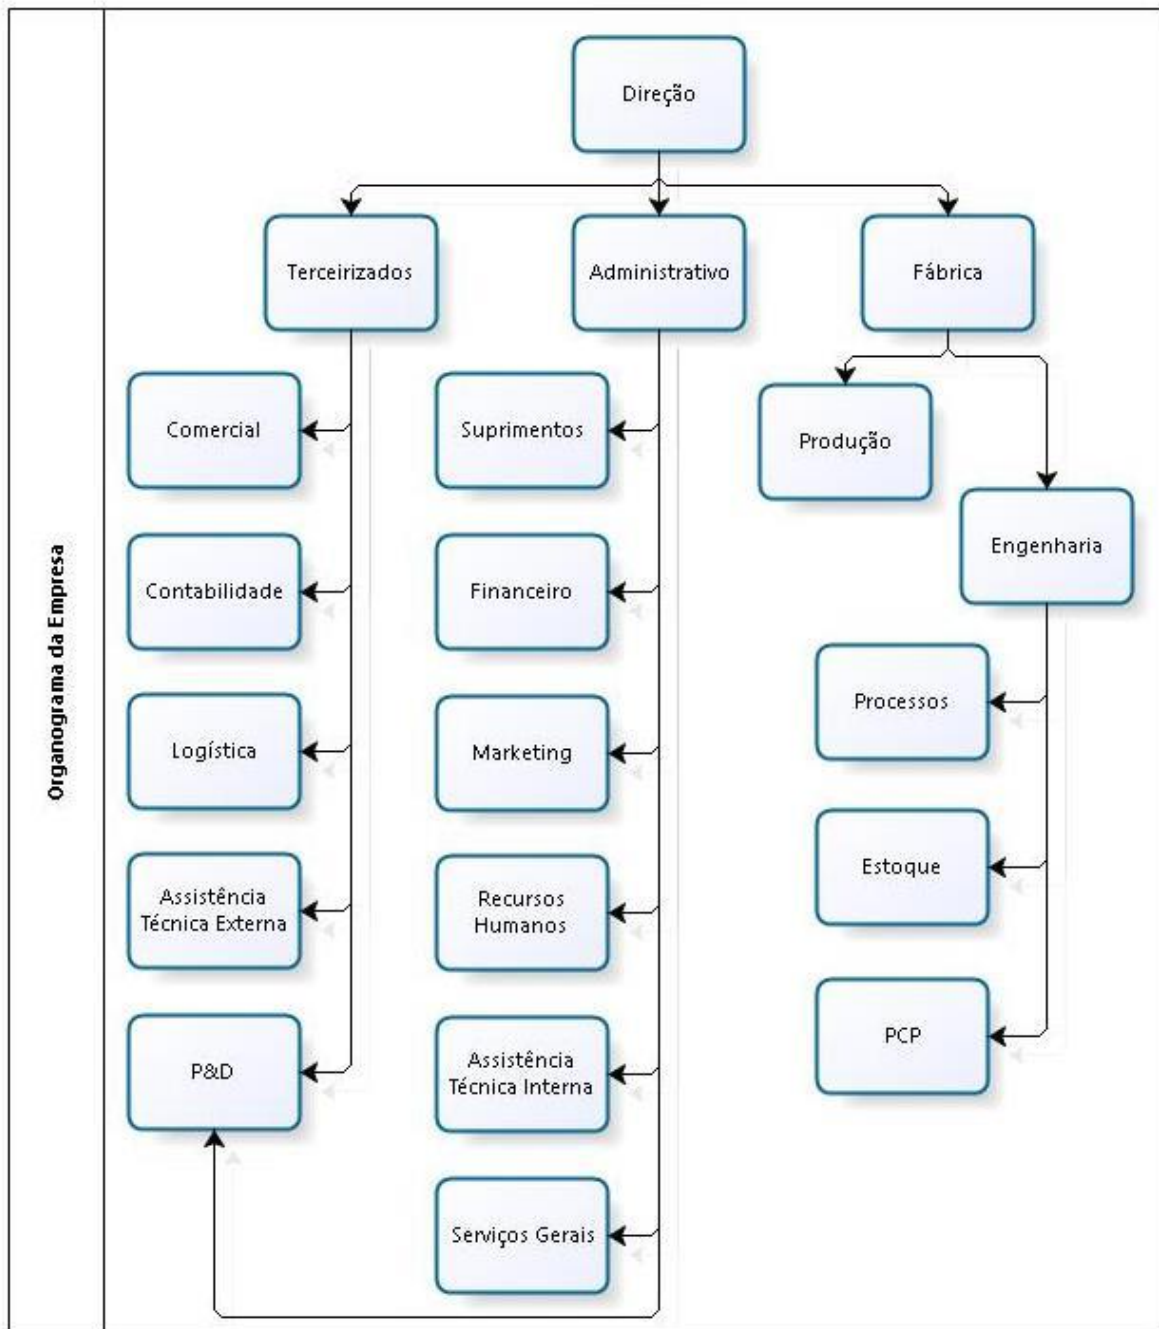 Organograma da Empresa
Direção
Terceirizados
Administrativo
Fábrica
Comercial
Suprimentos
Produção
Contabilidade
Financeiro
Engenharia
Logística
Marketing
Processos
Assistência
Técnica Externa
Recursos
Humanos
Estoque
P&D
Assistência
Técnica Interna
PCP
Serviços Gerais